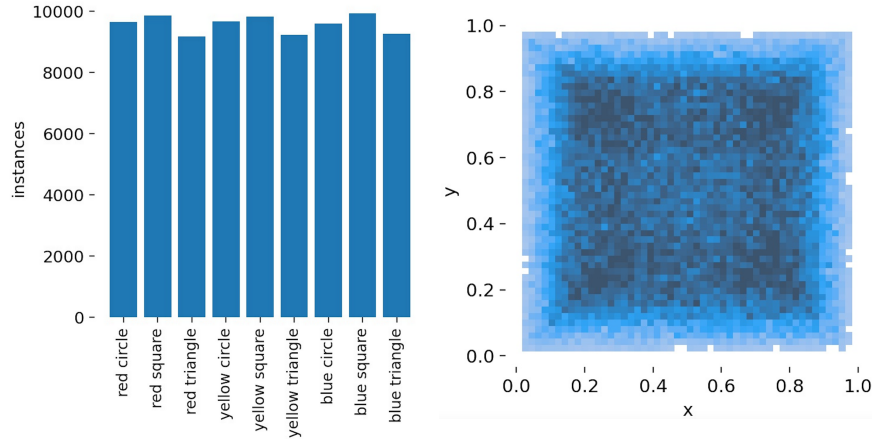 10000
8000
6000
4000
2000
0
instances
red circle
red square
red triangle
yellow circle
yellow square
yellow triangle
blue circle
blue square
blue triangle
1.0
0.8
0.6
0.4
0.2
0.0
y
0.0 0.2 0.4 0.6 0.8 1.0
x